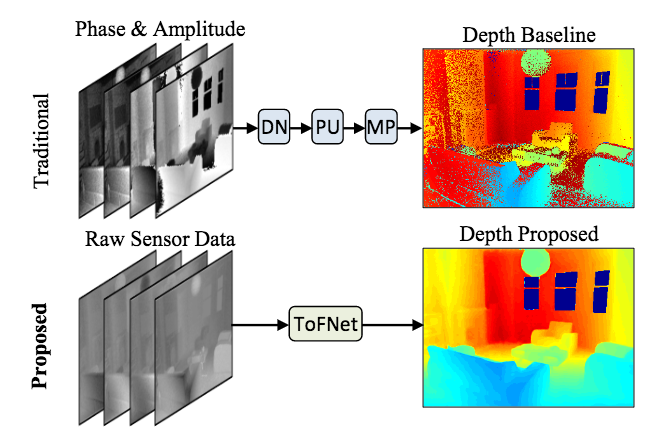 Phase & Amplitude
Depth Baseline
Traditional
DN
PU
MP
Raw Sensor Data
Depth Proposed
Proposed
ToFNet